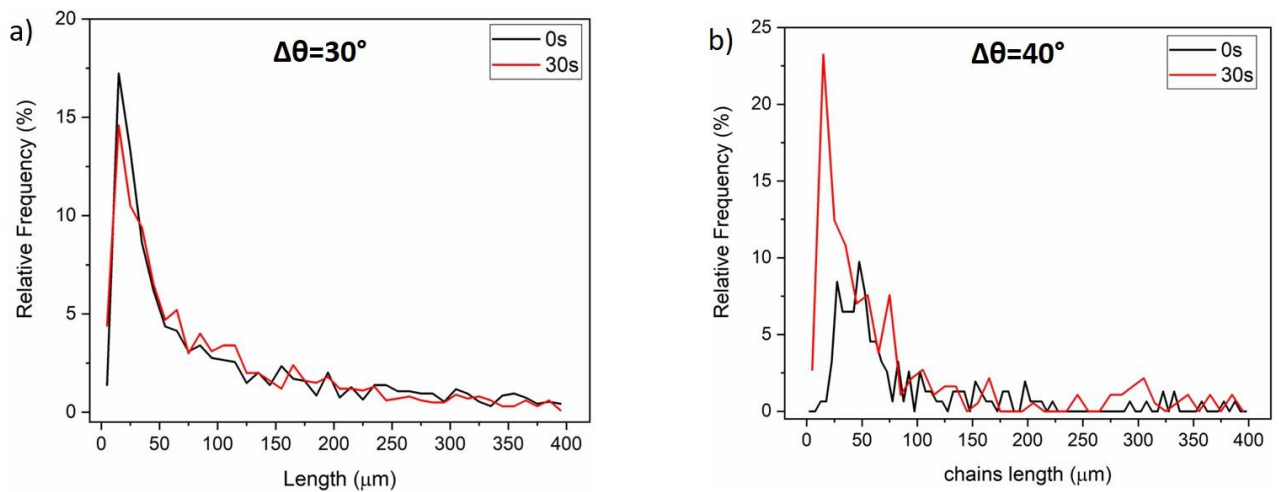 a)
Δθ=30°
0s
30s
Relative Frequency (%)
20
15
10
5
0
0 50 100 150 200 250 300 350 400
Length (μm)
b)
Δθ=40°
0s
30s
Relative Frequency (%)
25
20
15
10
5
0
0 50 100 150 200 250 300 350 400
chains length (μm)